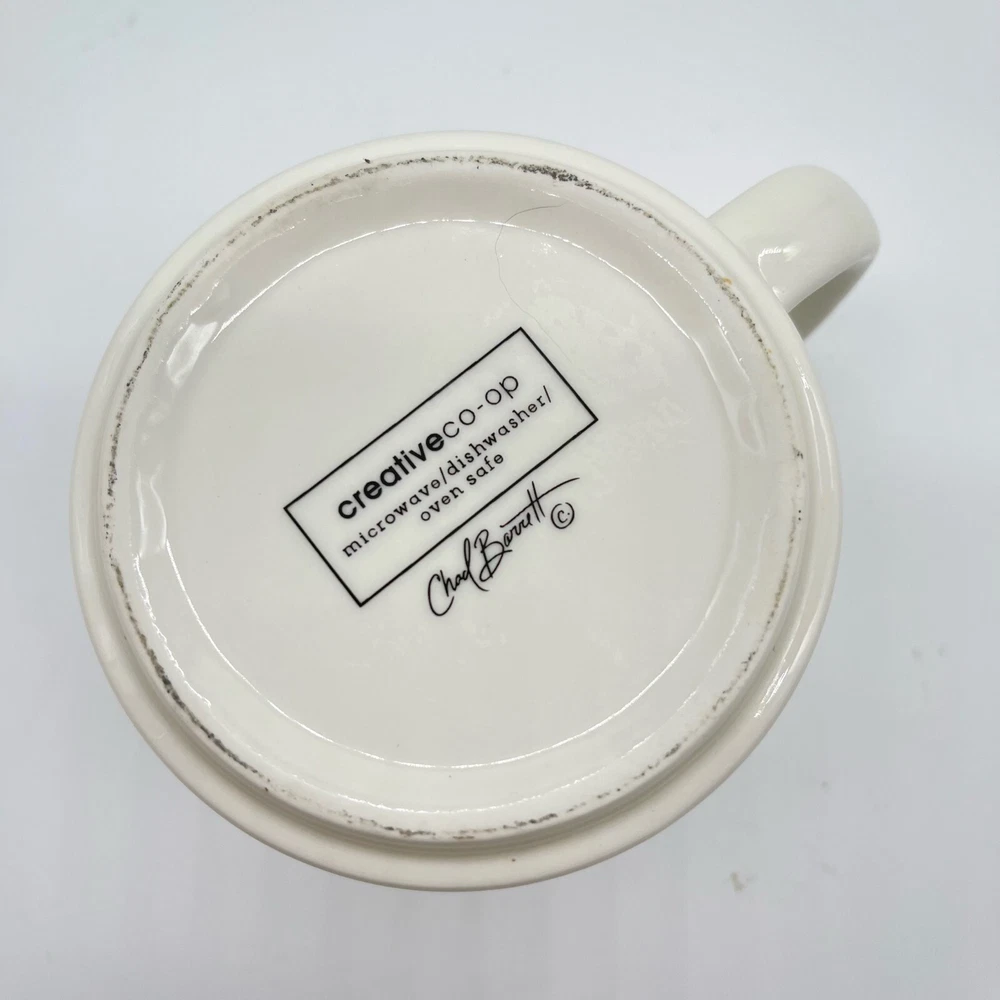 creativeco-op
microwave/dishwasher/
oven safe
Chad Barrett ©